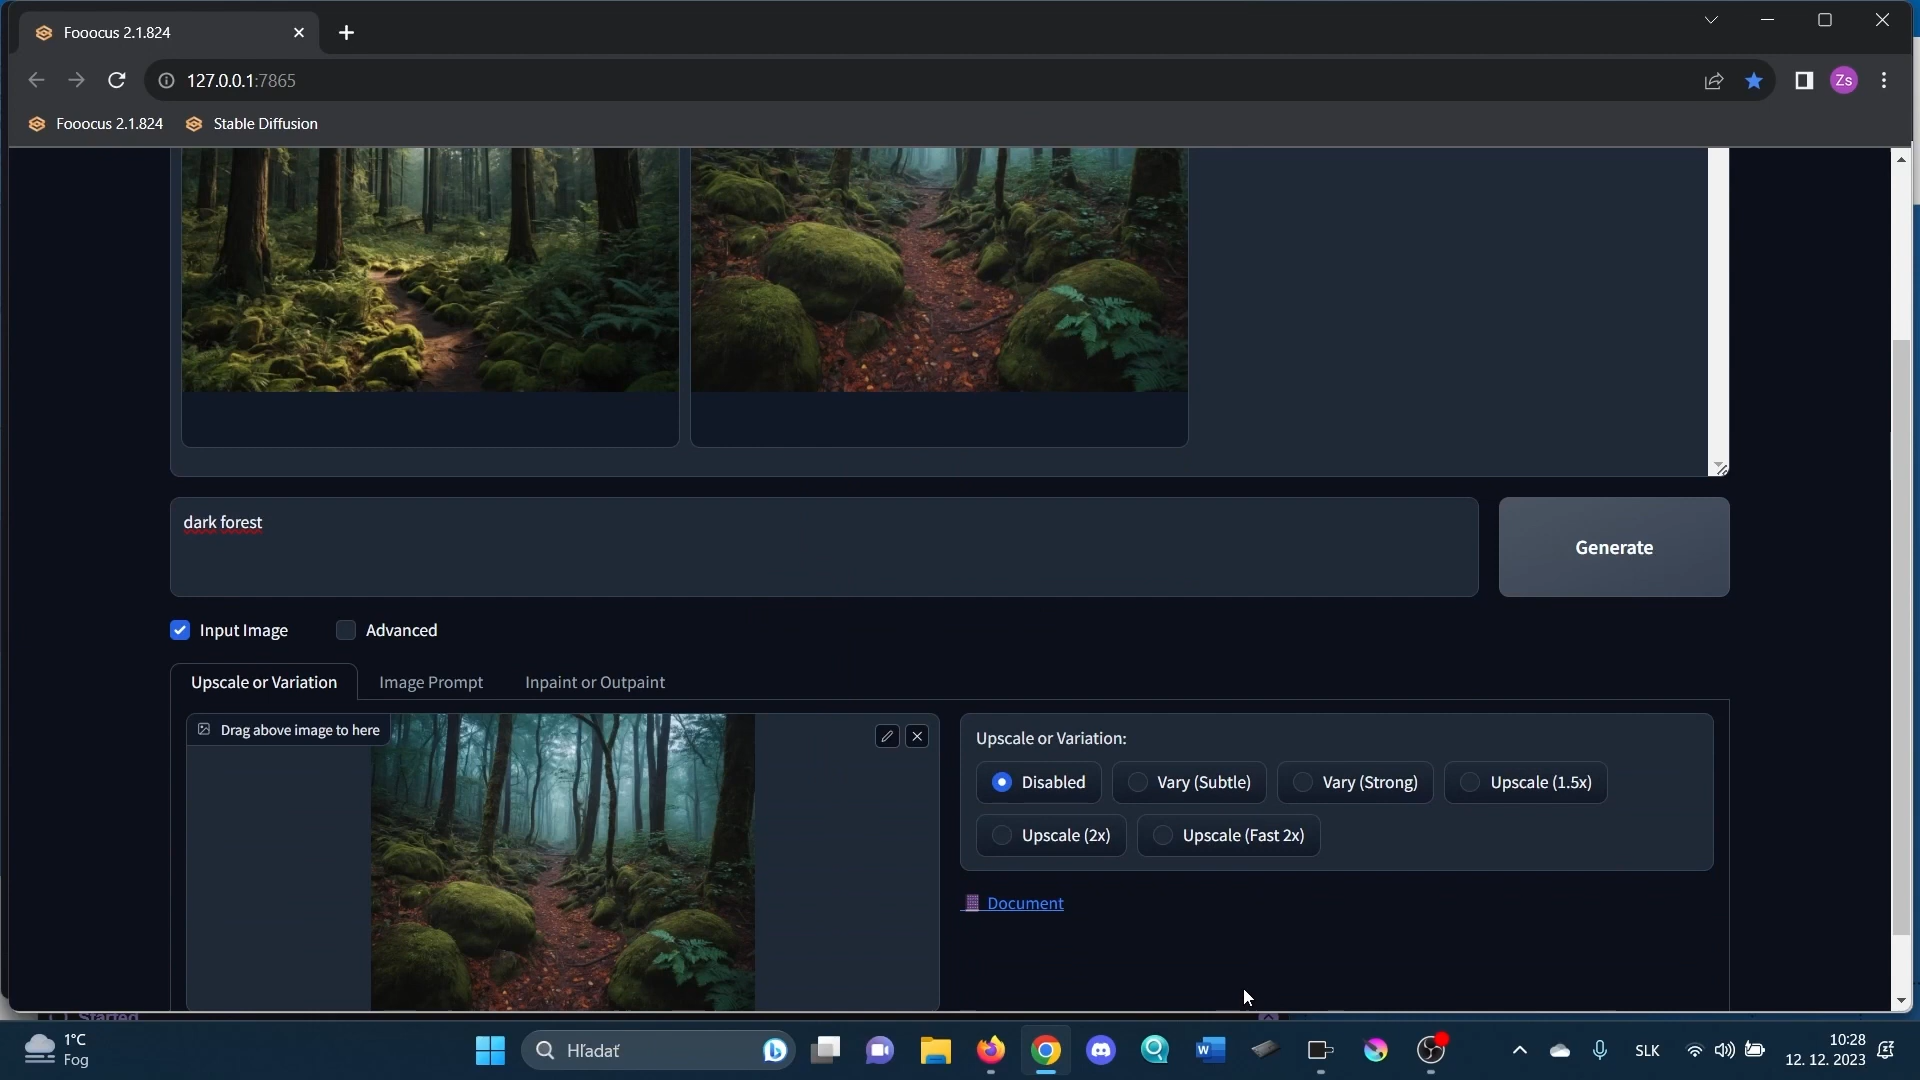 Fooocus 2.1.824
127.0.0.1:7865
Zs
Fooocus 2.1.824 Stable Diffusion
dark forest
Generate
Input Image Advanced
Upscale or Variation Image Prompt Inpaint or Outpaint
Drag above image to here
Upscale or Variation:
Disabled Vary (Subtle) Vary (Strong) Upscale (1.5x)
Upscale (2x) Upscale (Fast 2x)
Document
Started
1°C
Fog
Hľadať
W
SLK
10:28
12. 12. 2023